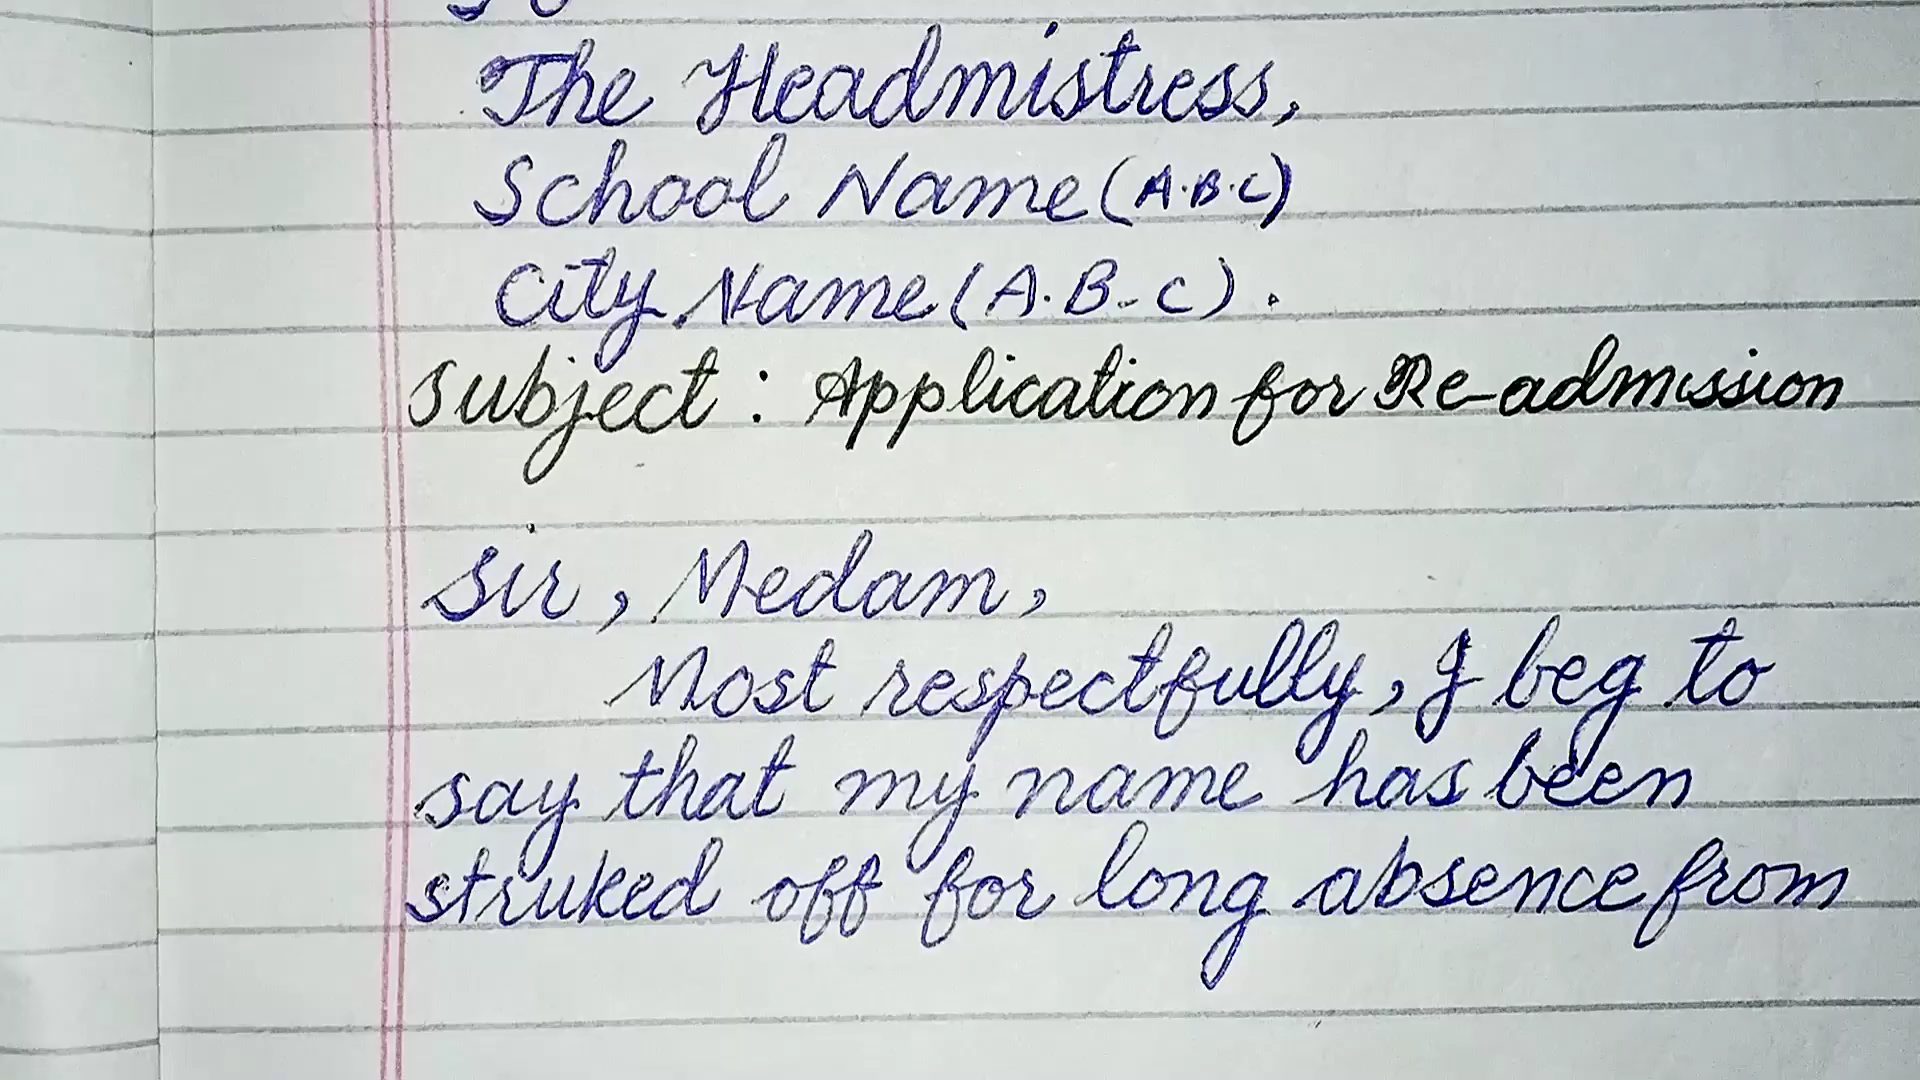 The Headmistress,
School Name (A.B.C)
City Name (A.B-C).
Subject: Application for Re-admission
Sir, Medam,
Most respectfully, I beg to
say that my name has been
struked off for long absence from